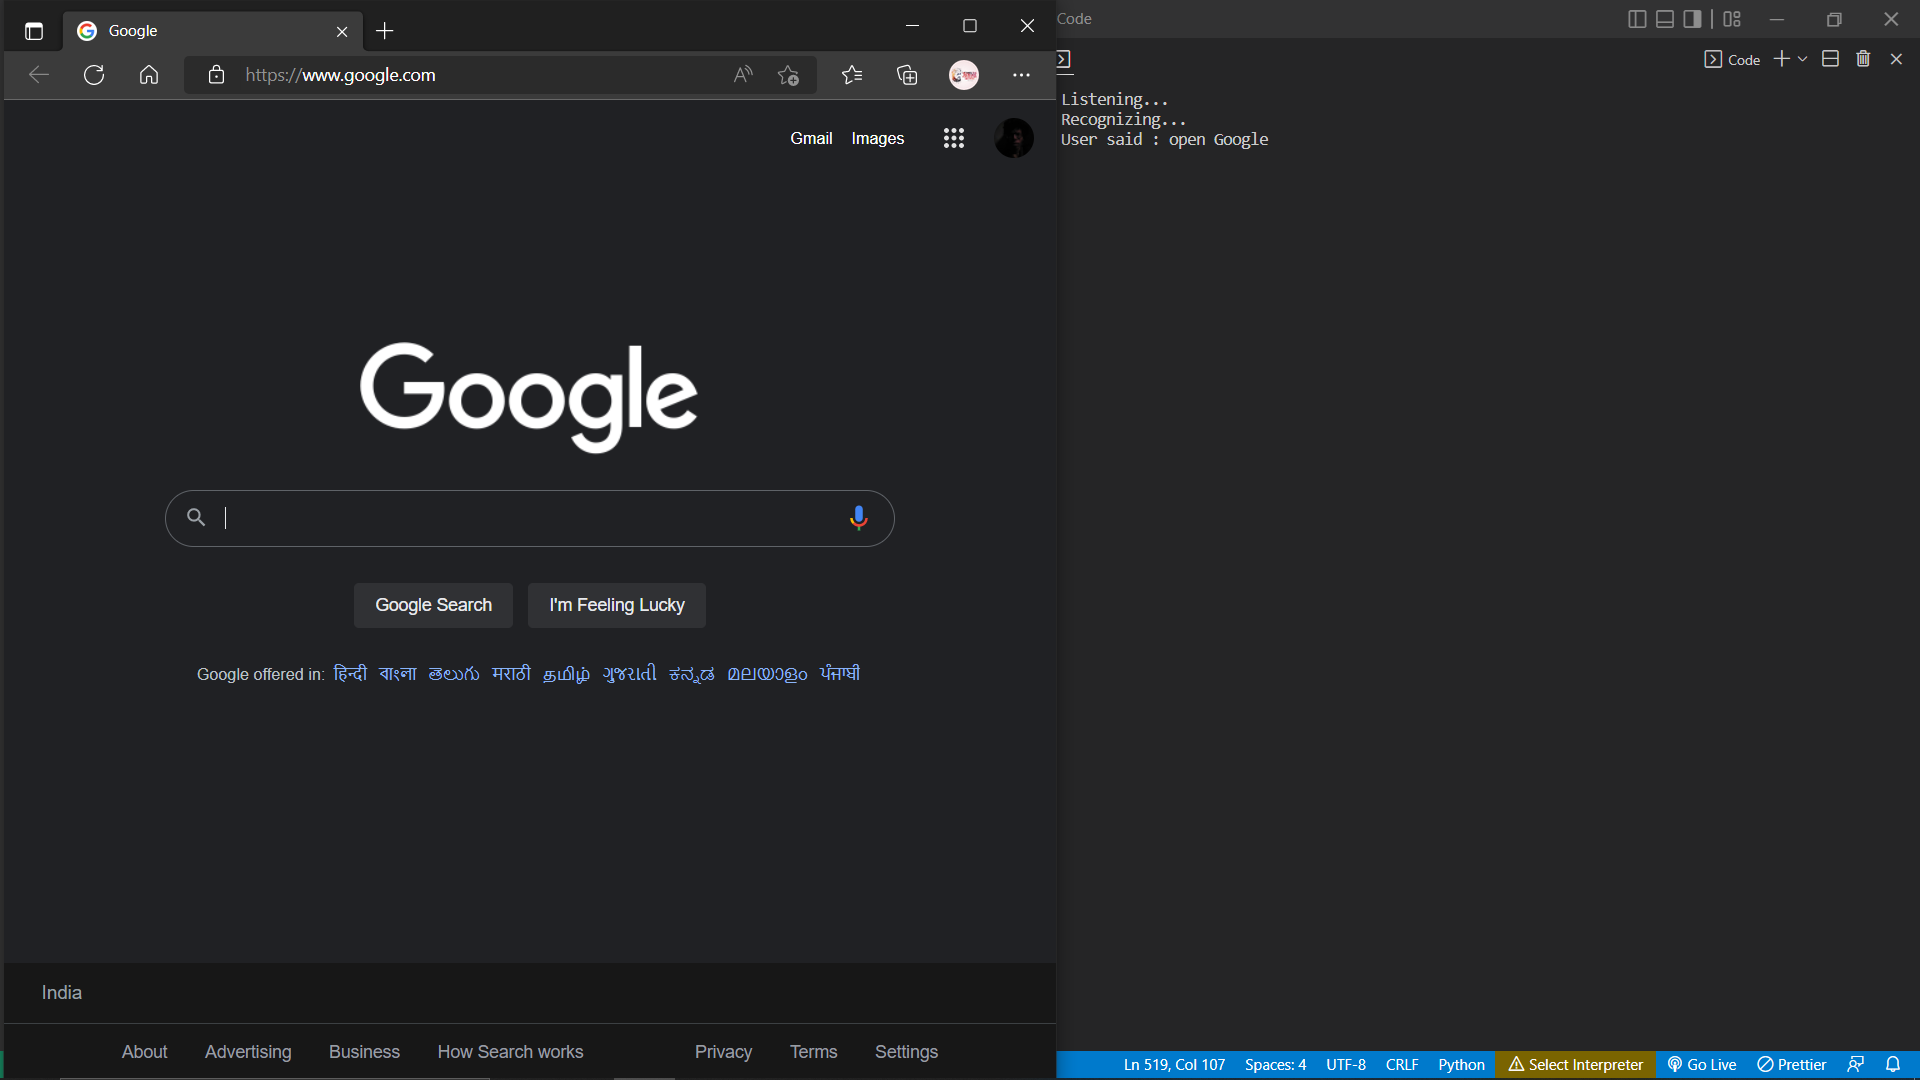 Google
https://www.google.com
Gmail Images
Google
Google Search I'm Feeling Lucky
Google offered in: हिन्दी বাংলা తెలుగు मराठी தமிழ் ગુજરાતી ಕನ್ನಡ മലയാളം ਪੰਜਾਬੀ
India
About Advertising Business How Search works Privacy Terms Settings
Code
Code
Listening...
Recognizing...
User said : open Google
Ln 519, Col 107 Spaces: 4 UTF-8 CRLF Python Select Interpreter Go Live Prettier